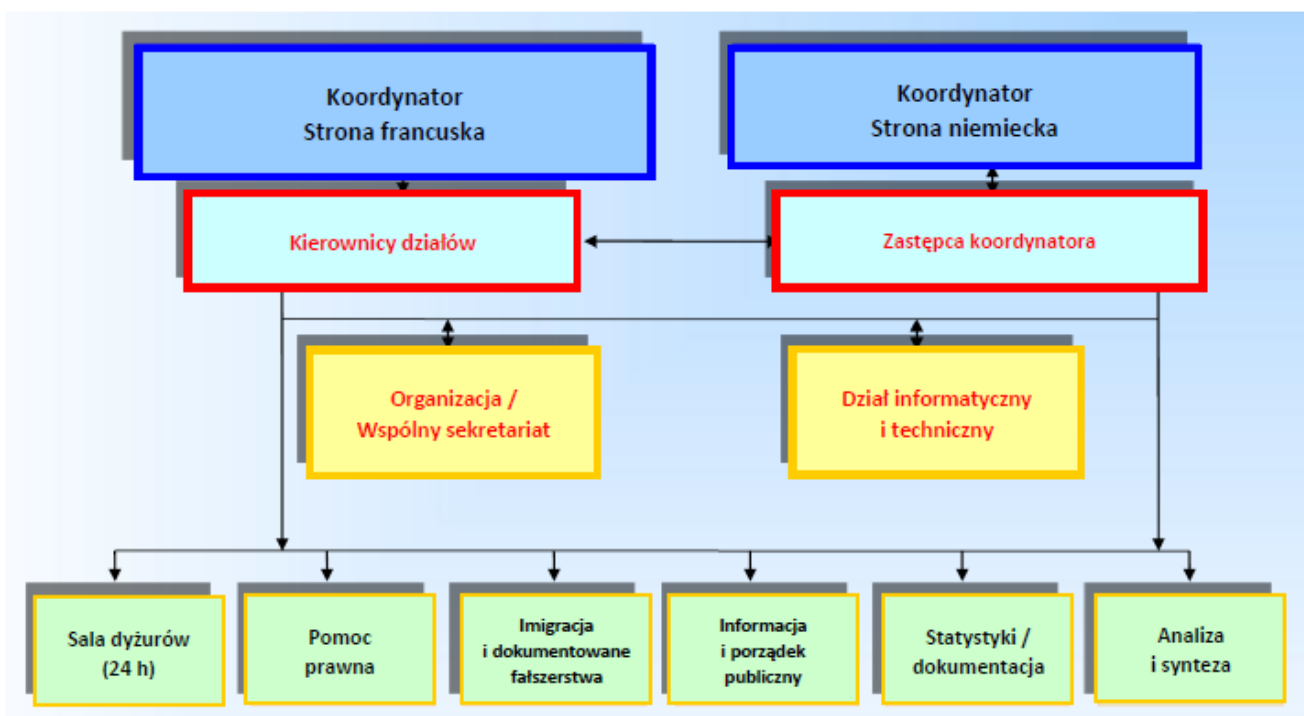 Koordynator
Strona francuska
Koordynator
Strona niemiecka
Kierownicy działów
Zastępca koordynatora
Organizacja /
Wspólny sekretariat
Dział informatyczny
i techniczny
Sala dyżurów
(24 h)
Pomoc
prawna
Imigracja
i dokumentowane
fałszerstwa
Informacja
i porządek
publiczny
Statystyki /
dokumentacja
Analiza
i synteza